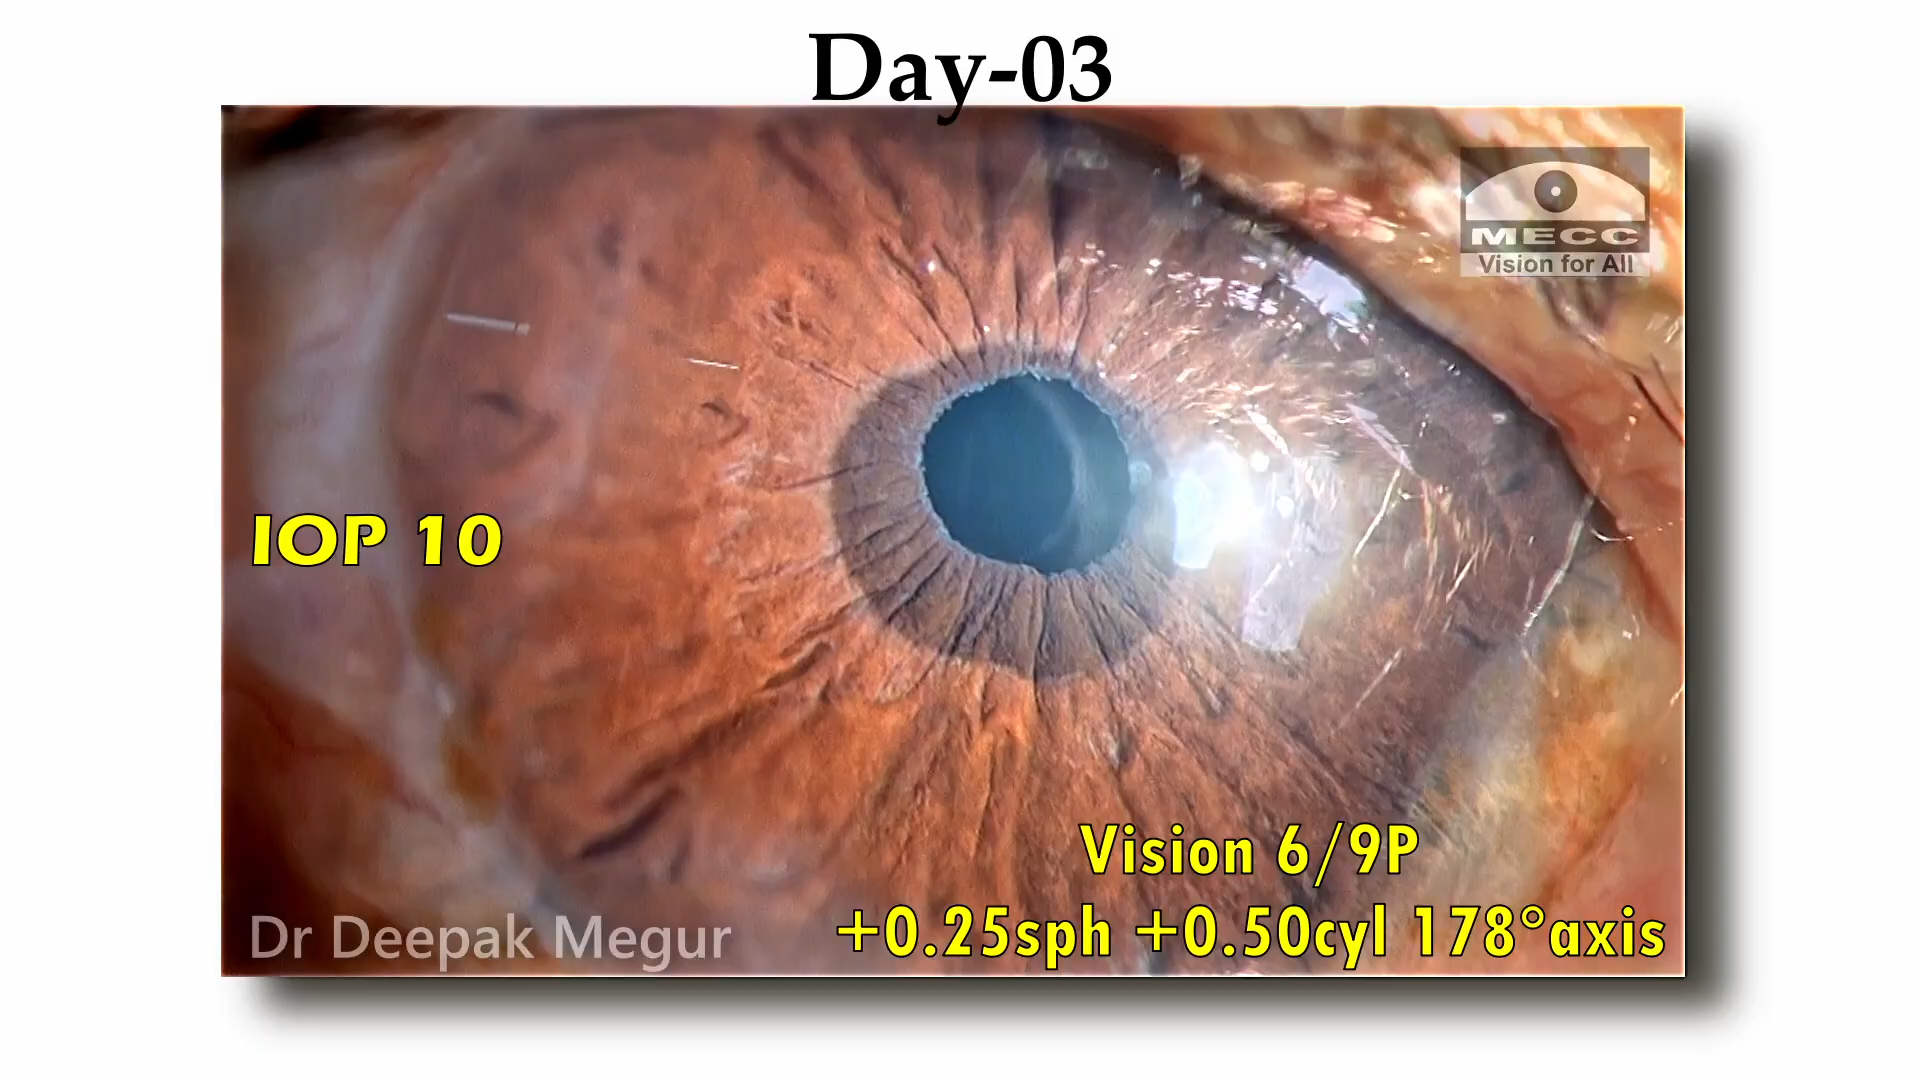 Day-03
MECC
Vision for All
IOP 10
Vision 6/9P
+0.25sph +0.50cyl 178°axis
Dr Deepak Megur